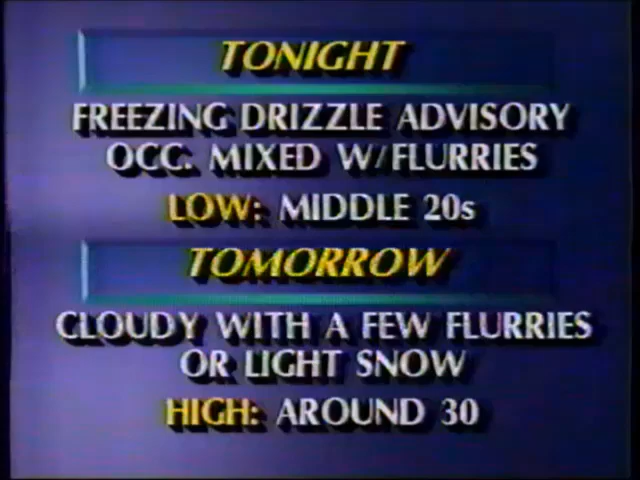 TONIGHT
FREEZING DRIZZLE ADVISORY
OCC. MIXED W/FLURRIES
LOW: MIDDLE 20s
TOMORROW
CLOUDY WITH A FEW FLURRIES
OR LIGHT SNOW
HIGH: AROUND 30